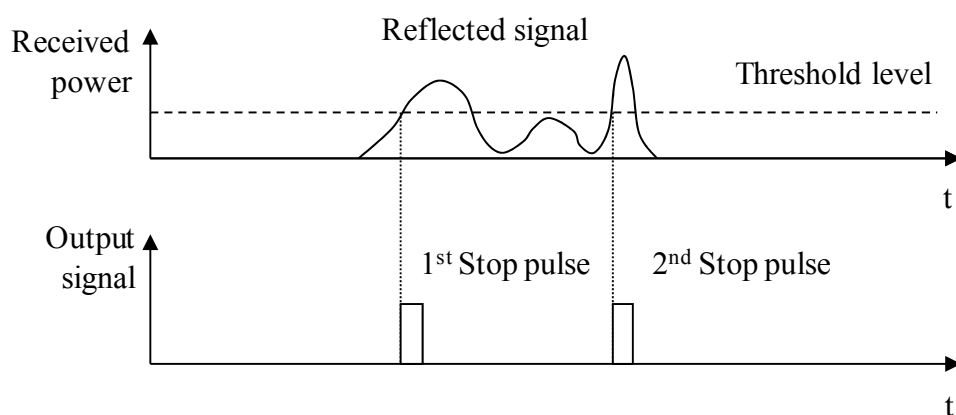 Reflected signal
Received
power
Threshold level
t
Output
signal
1st Stop pulse
2nd Stop pulse
t